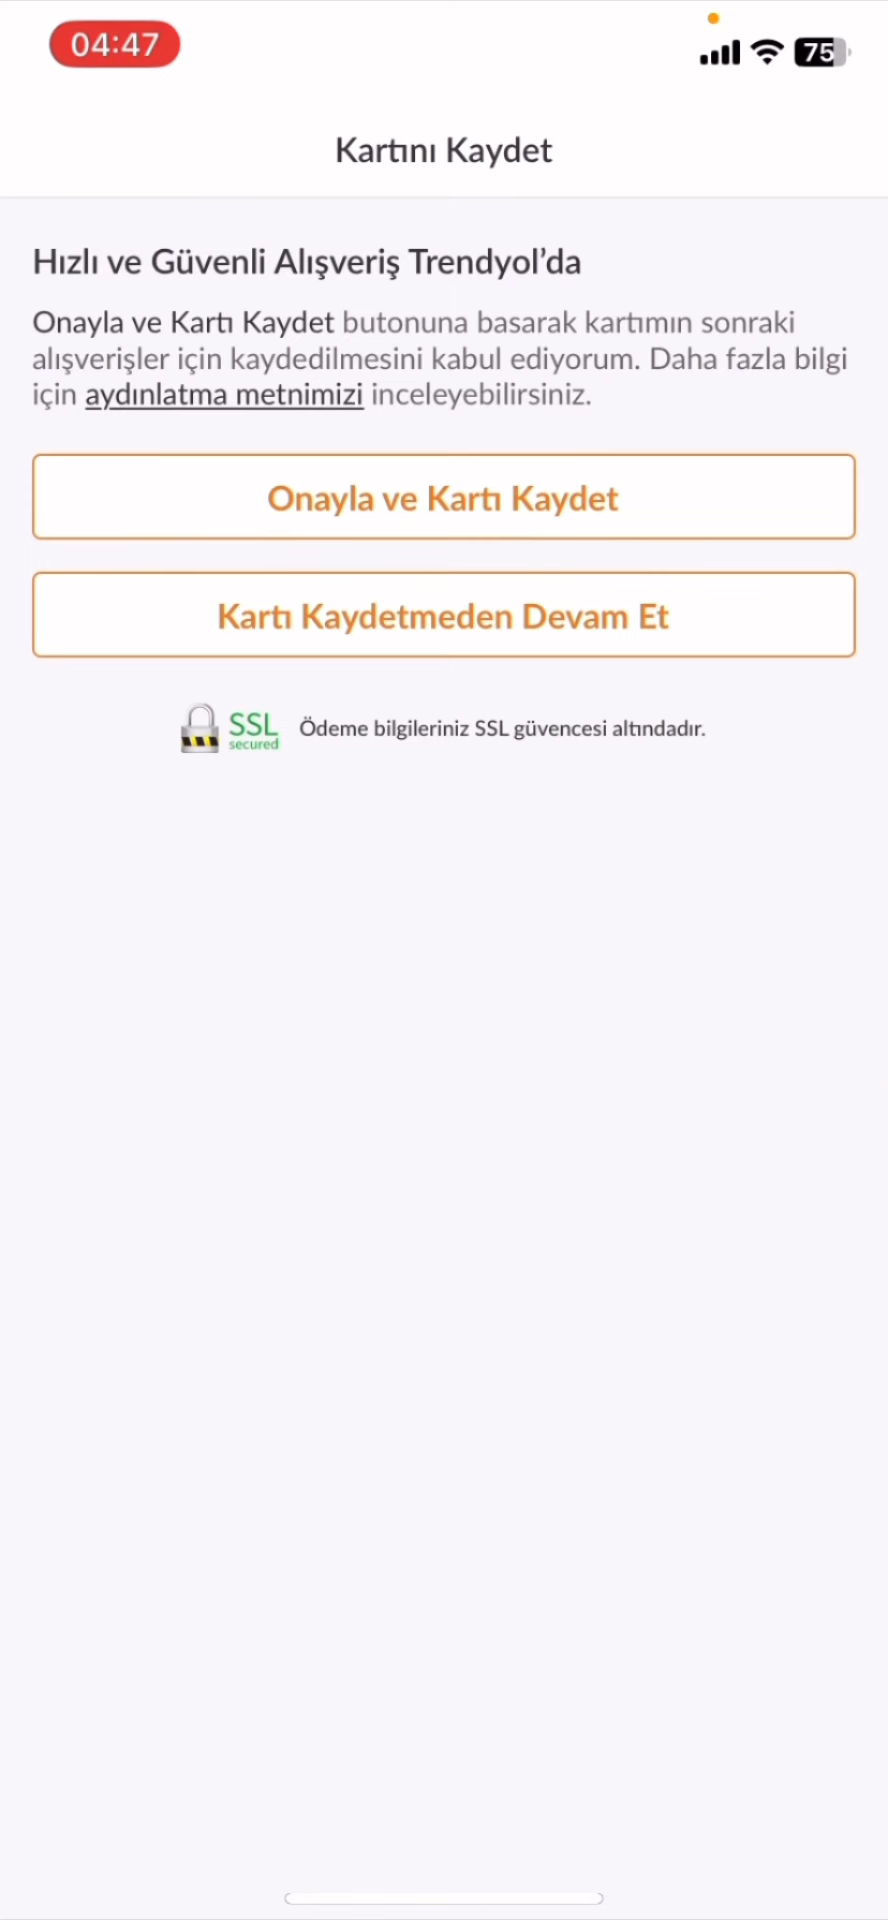 04:47
75
Kartını Kaydet
Hızlı ve Güvenli Alışveriş Trendyol’da
Onayla ve Kartı Kaydet butonuna basarak kartımın sonraki
alışverişler için kaydedilmesini kabul ediyorum. Daha fazla bilgi
için aydınlatma metnimizi inceleyebilirsiniz.
Onayla ve Kartı Kaydet
Kartı Kaydetmeden Devam Et
SSL
secured
Ödeme bilgileriniz SSL güvencesi altındadır.